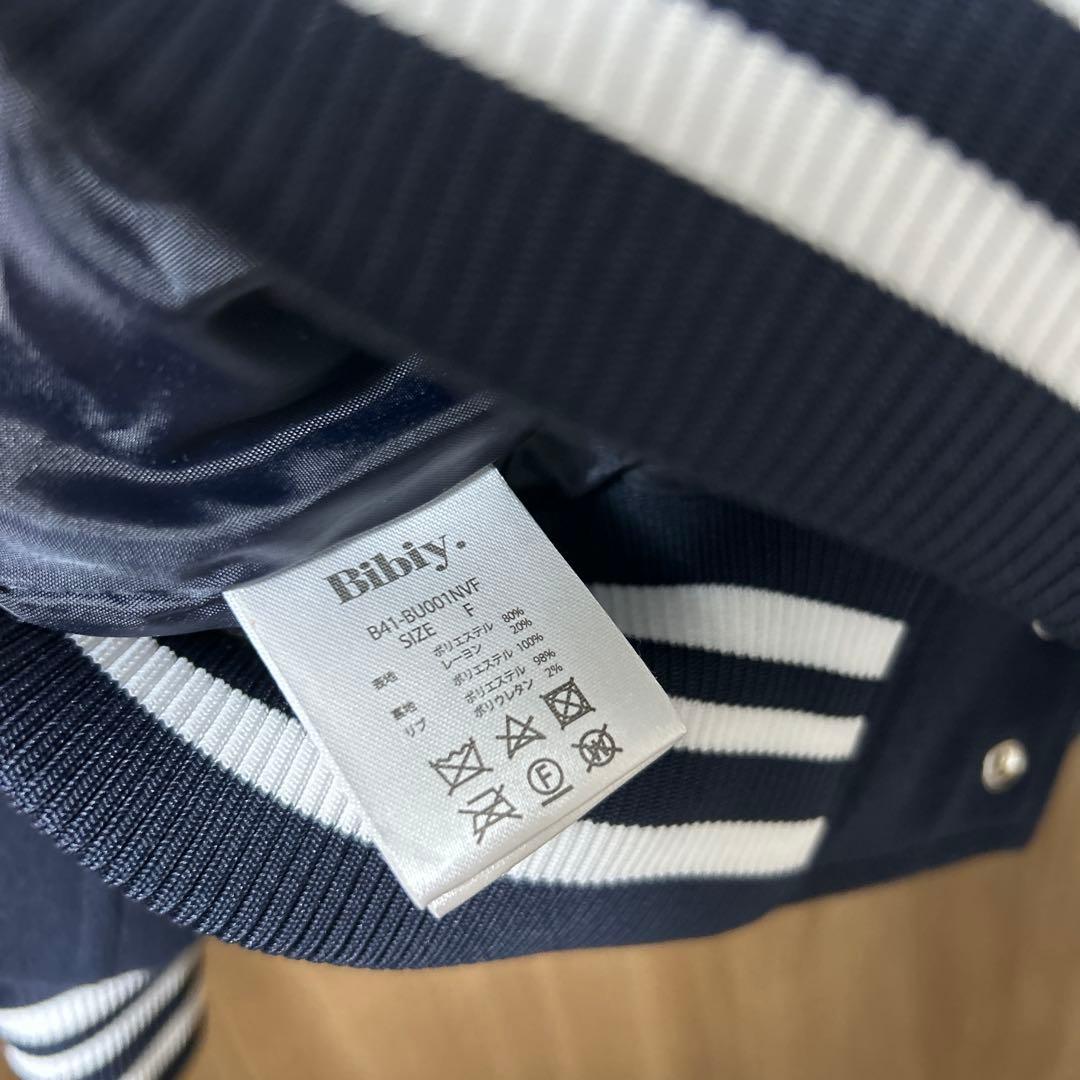 Bibiy.
B41-BU001NVF
SIZE F
表地 ポリエステル 80%
レーヨン 20%
裏地 ポリエステル 100%
リブ ポリエステル 98%
ポリウレタン 2%
F
W